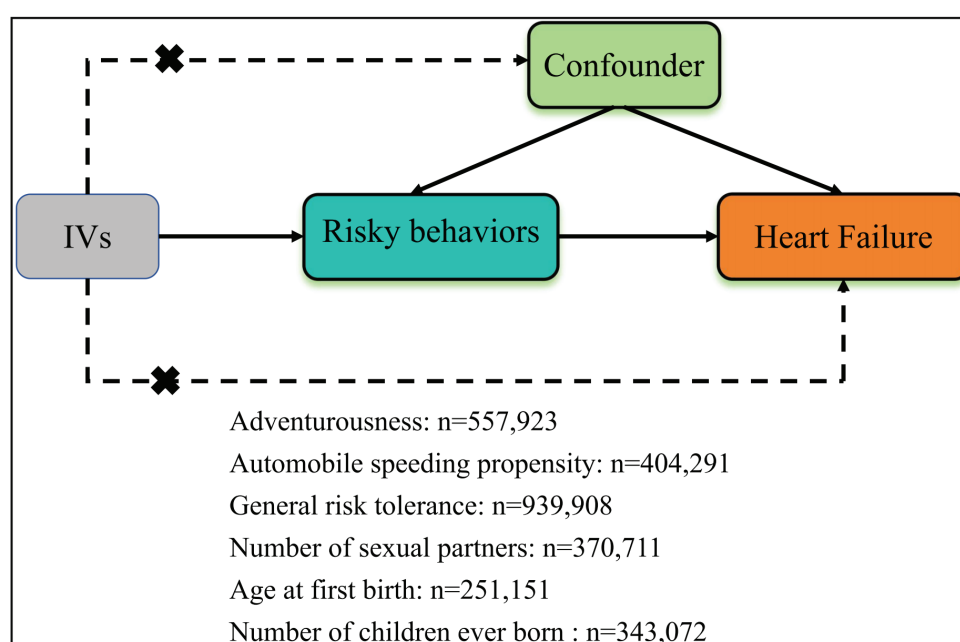 Confounder
IVs
Risky behaviors
Heart Failure
Adventurousness: n=557,923
Automobile speeding propensity: n=404,291
General risk tolerance: n=939,908
Number of sexual partners: n=370,711
Age at first birth: n=251,151
Number of children ever born : n=343,072